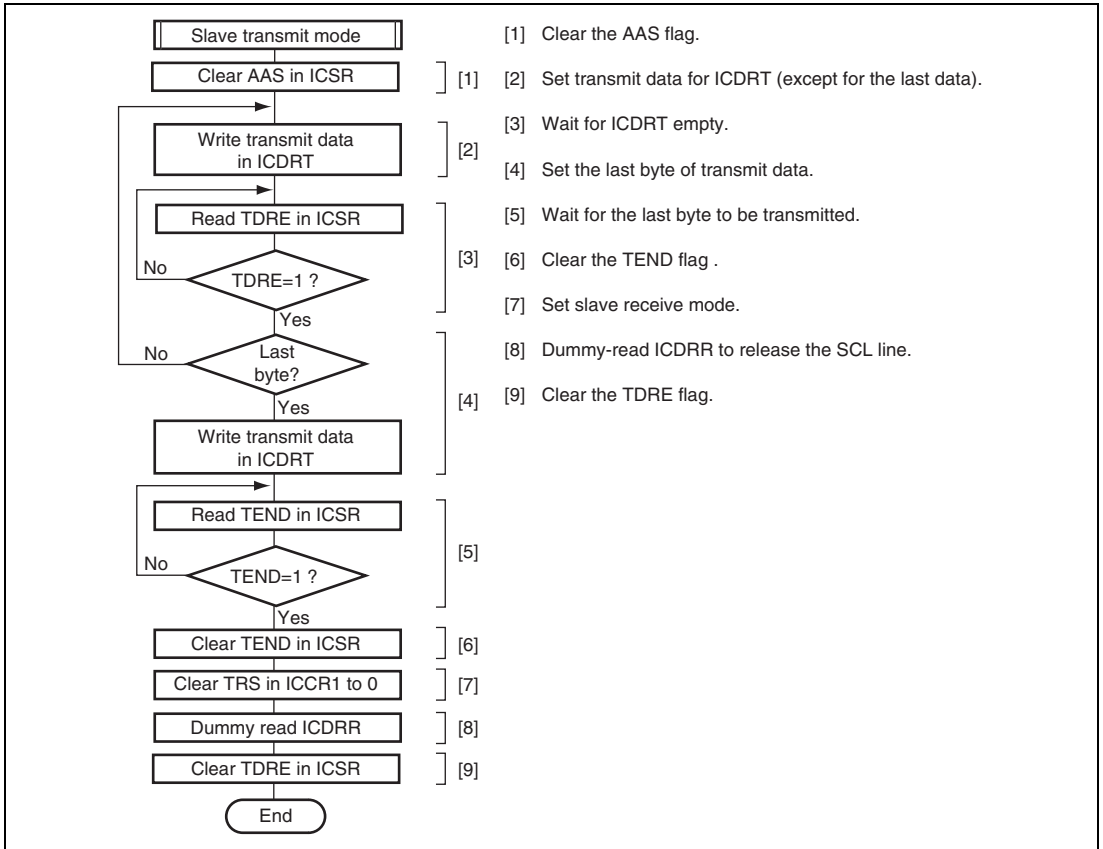 Slave transmit mode
Clear AAS in ICSR
[1]
Write transmit data
in ICDRT
[2]
Read TDRE in ICSR
No
TDRE=1 ?
[3]
Yes
No
Last
byte?
Yes
[4]
Write transmit data
in ICDRT
Read TEND in ICSR
No
TEND=1 ?
[5]
Yes
Clear TEND in ICSR
[6]
Clear TRS in ICCR1 to 0
[7]
Dummy read ICDRR
[8]
Clear TDRE in ICSR
[9]
End
[1] Clear the AAS flag.
[2] Set transmit data for ICDRT (except for the last data).
[3] Wait for ICDRT empty.
[4] Set the last byte of transmit data.
[5] Wait for the last byte to be transmitted.
[6] Clear the TEND flag .
[7] Set slave receive mode.
[8] Dummy-read ICDRR to release the SCL line.
[9] Clear the TDRE flag.